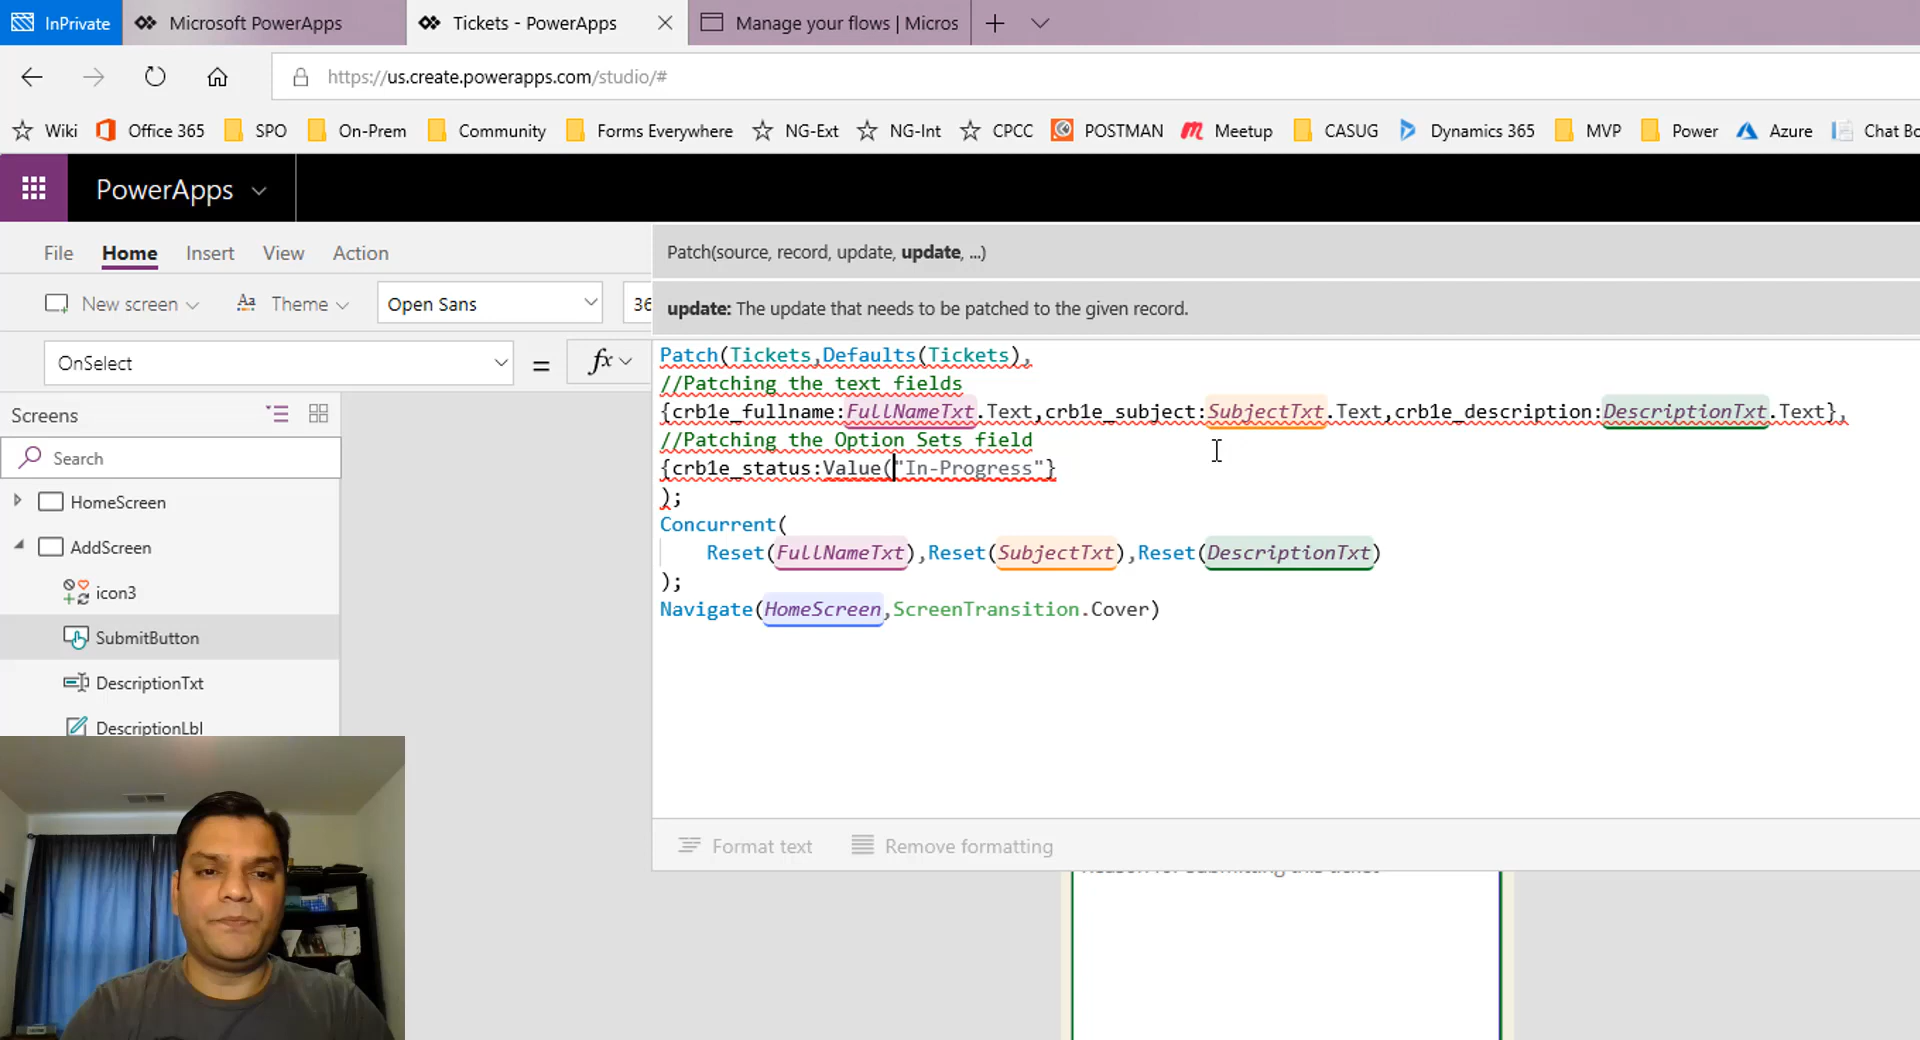 InPrivate Microsoft PowerApps Tickets - PowerApps Manage your flows | Micros
https://us.create.powerapps.com/studio/#
Wiki Office 365 SPO On-Prem Community Forms Everywhere NG-Ext NG-Int CPCC POSTMAN Meetup CASUG Dynamics 365 MVP Power Azure Chat Bo
PowerApps
File Home Insert View Action
Patch(source, record, update, update, ...)
New screen Theme Open Sans 36
update: The update that needs to be patched to the given record.
OnSelect = fx
Patch(Tickets,Defaults(Tickets),
//Patching the text fields
{crb1e_fullname:FullNameTxt.Text,crb1e_subject:SubjectTxt.Text,crb1e_description:DescriptionTxt.Text},
//Patching the Option Sets field
{crb1e_status:Value("In-Progress"}
);
Concurrent(
Reset(FullNameTxt),Reset(SubjectTxt),Reset(DescriptionTxt)
);
Navigate(HomeScreen,ScreenTransition.Cover)
Screens
Search
HomeScreen
AddScreen
icon3
SubmitButton
DescriptionTxt
DescriptionLbl
Format text Remove formatting
Reason for submitting this ticket